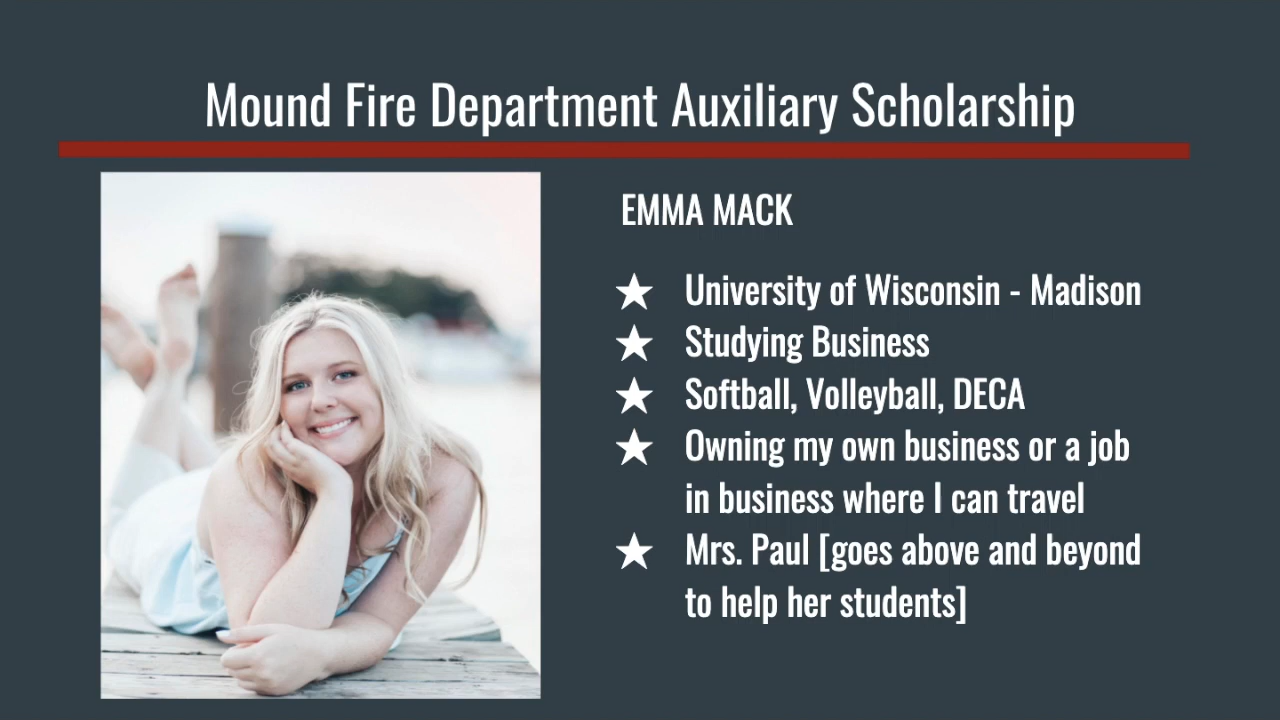 Mound Fire Department Auxiliary Scholarship
EMMA MACK
★ University of Wisconsin - Madison
★ Studying Business
★ Softball, Volleyball, DECA
★ Owning my own business or a job
in business where I can travel
★ Mrs. Paul [goes above and beyond
to help her students]